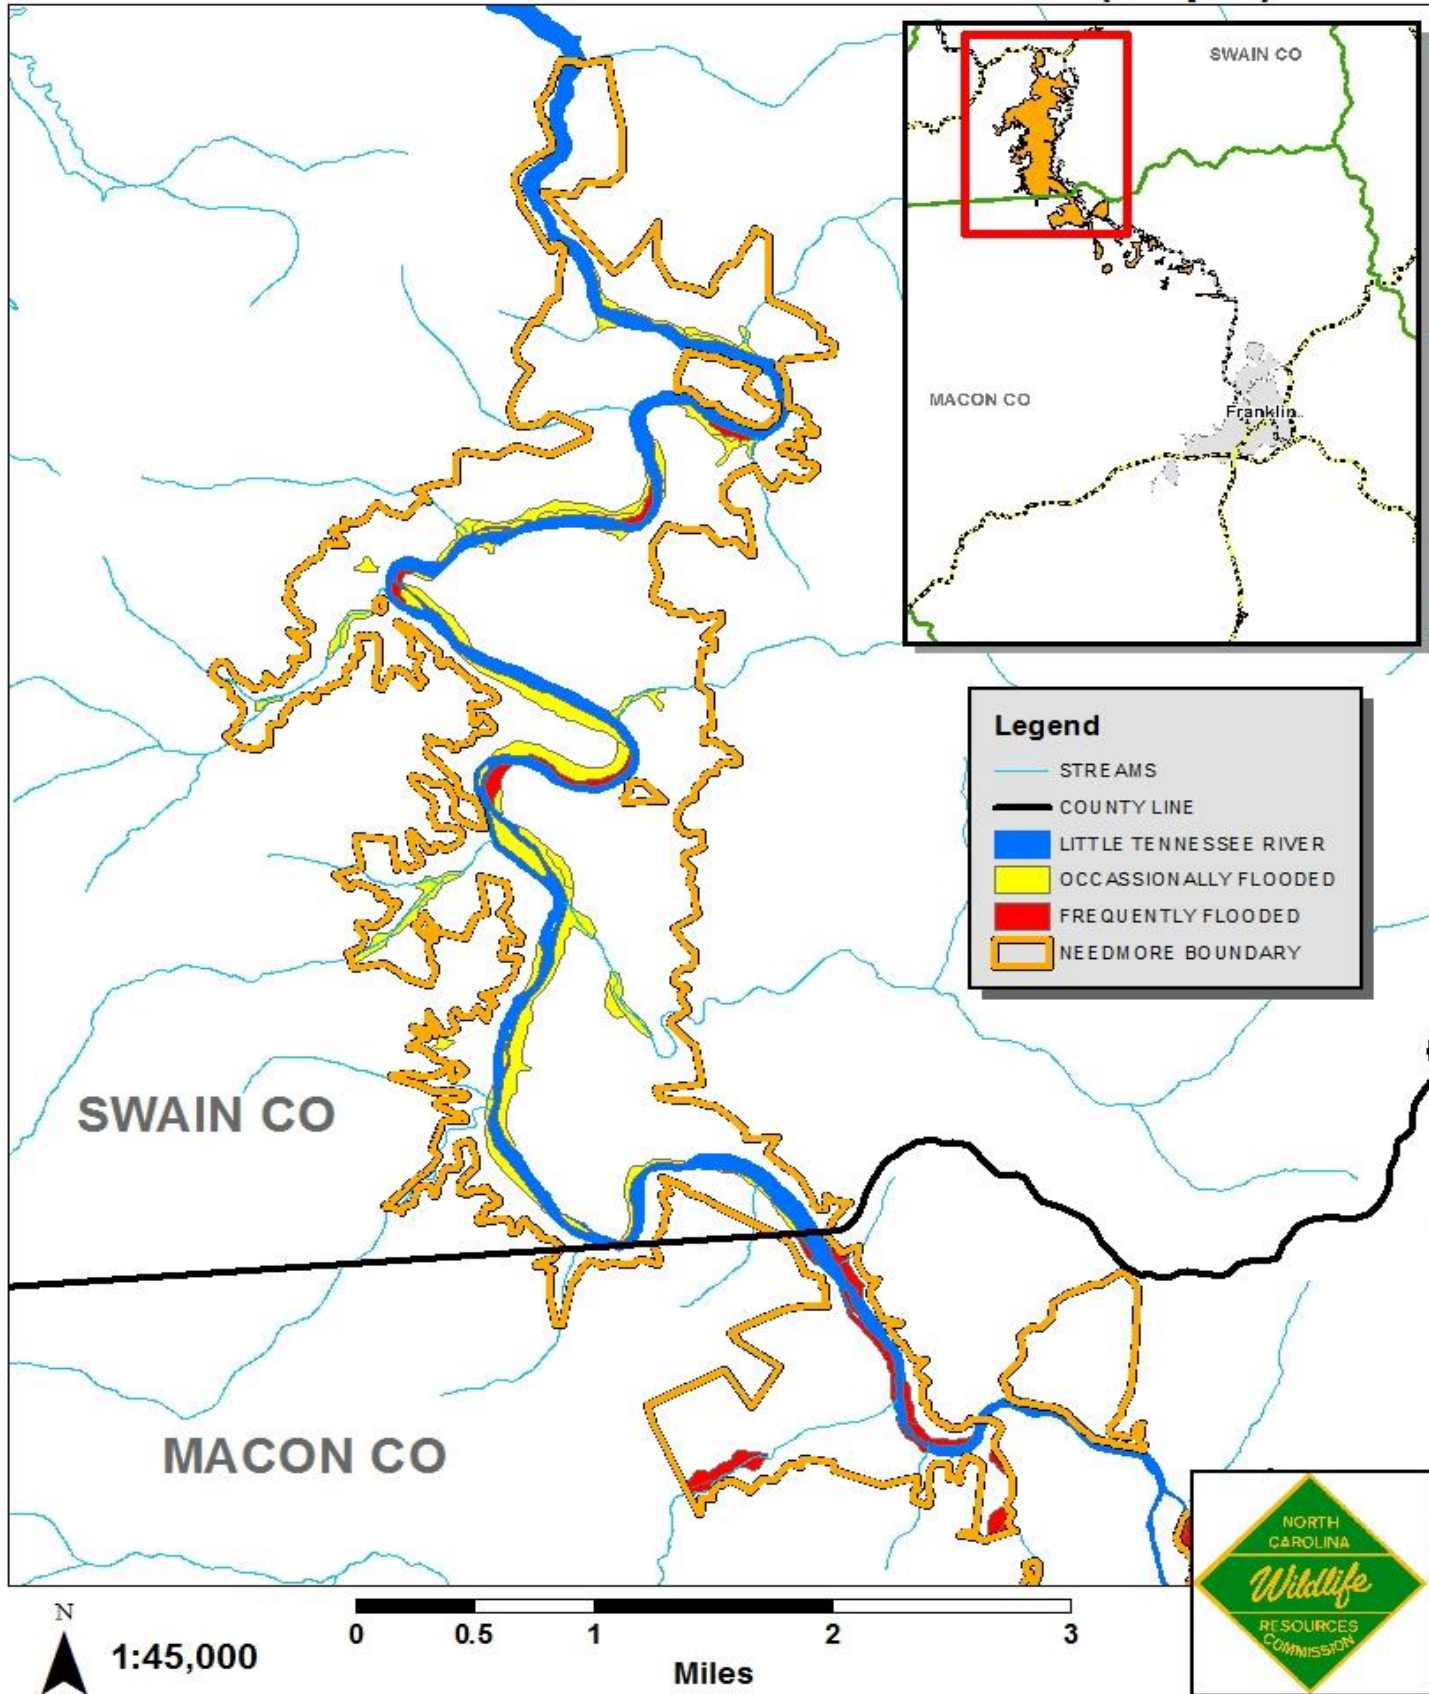 SWAIN CO
MACON CO
Franklin
Legend
STREAMS
COUNTY LINE
LITTLE TENNESSEE RIVER
OCCASSIONALLY FLOODED
FREQUENTLY FLOODED
NEEDMORE BOUNDARY
SWAIN CO
MACON CO
N
1:45,000
0 0.5 1 2 3
Miles
NORTH
CAROLINA
Wildlife
RESOURCES
COMMISSION